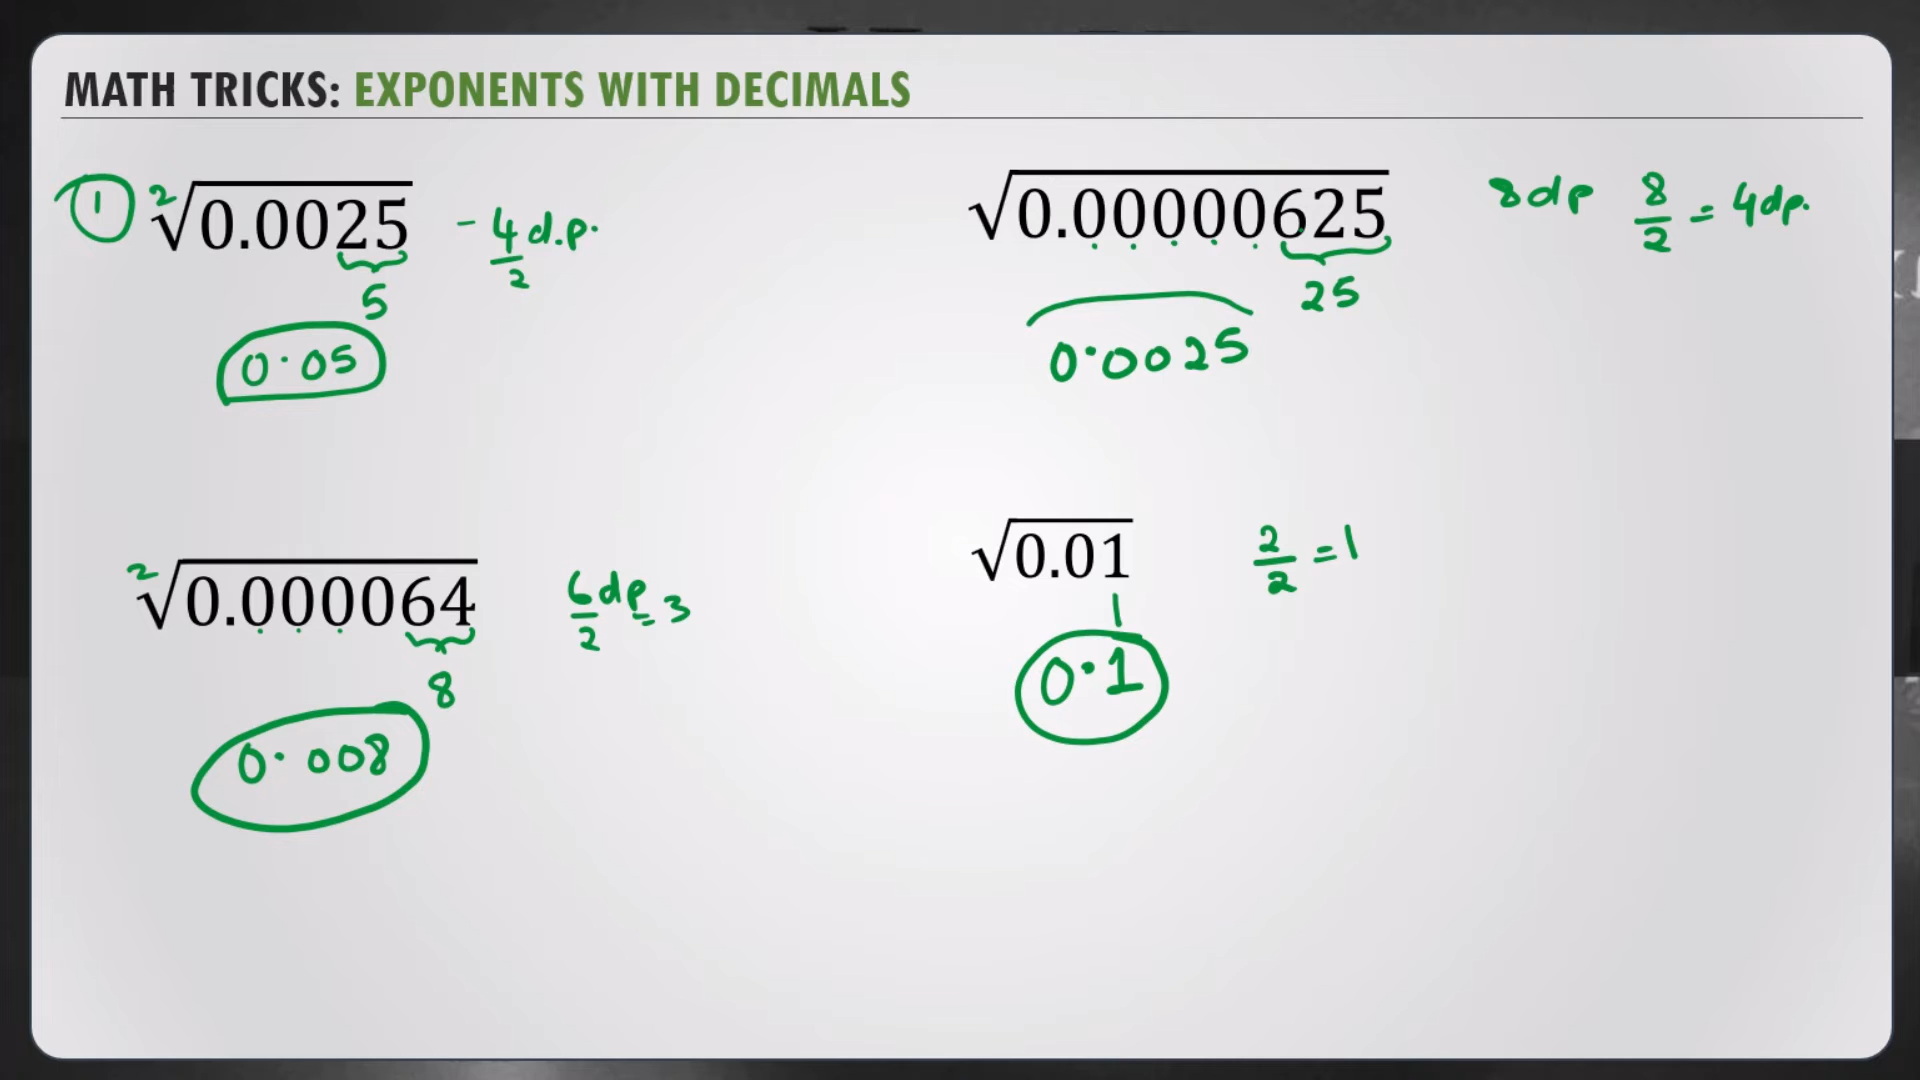 MATH TRICKS: EXPONENTS WITH DECIMALS
① ²√0.0025 - 4/2 d.p.
5
0.05
√0.00000625 8dp 8/2 = 4dp.
25
0.0025
²√0.000064 6/2 dp = 3
8
0.008
√0.01 2/2 = 1
1
0.1